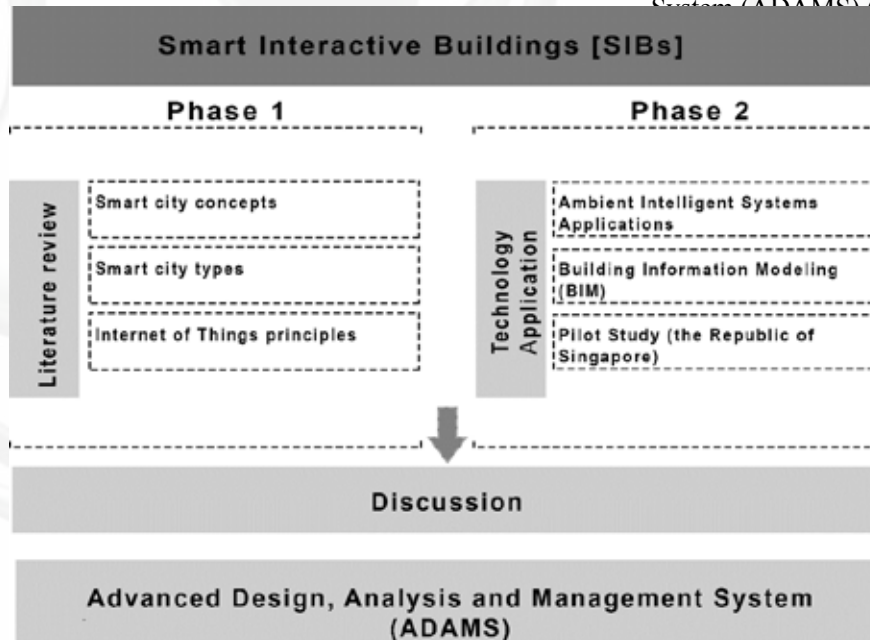 System (ADAMS)
Smart Interactive Buildings [SIBs]
Phase 1
Literature review
Smart city concepts
Smart city types
Internet of Things principles
Phase 2
Technology
Application
Ambient Intelligent Systems
Applications
Building Information Modeling
(BIM)
Pilot Study (the Republic of
Singapore)
Discussion
Advanced Design, Analysis and Management System
(ADAMS)